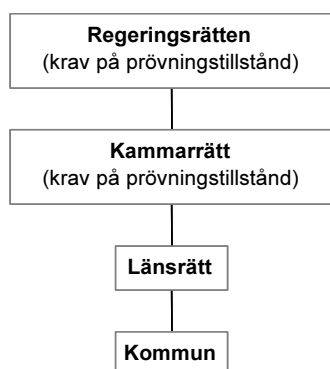 Regeringsrätten
(krav på prövningstillstånd)
Kammarrätt
(krav på prövningstillstånd)
Länsrätt
Kommun